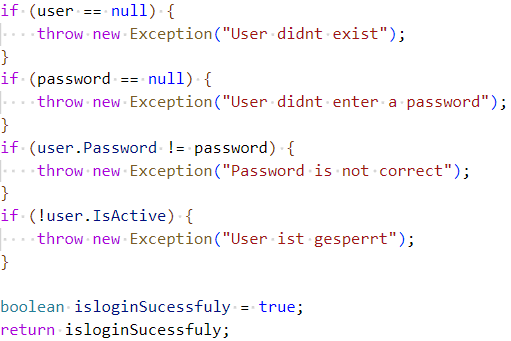 if (user == null) {
    throw new Exception("User didnt exist");
}
if (password == null) {
    throw new Exception("User didnt enter a password");
}
if (user.Password != password) {
    throw new Exception("Password is not correct");
}
if (!user.IsActive) {
    throw new Exception("User ist gesperrt");
}

boolean isloginSucessfuly = true;
return isloginSucessfuly;